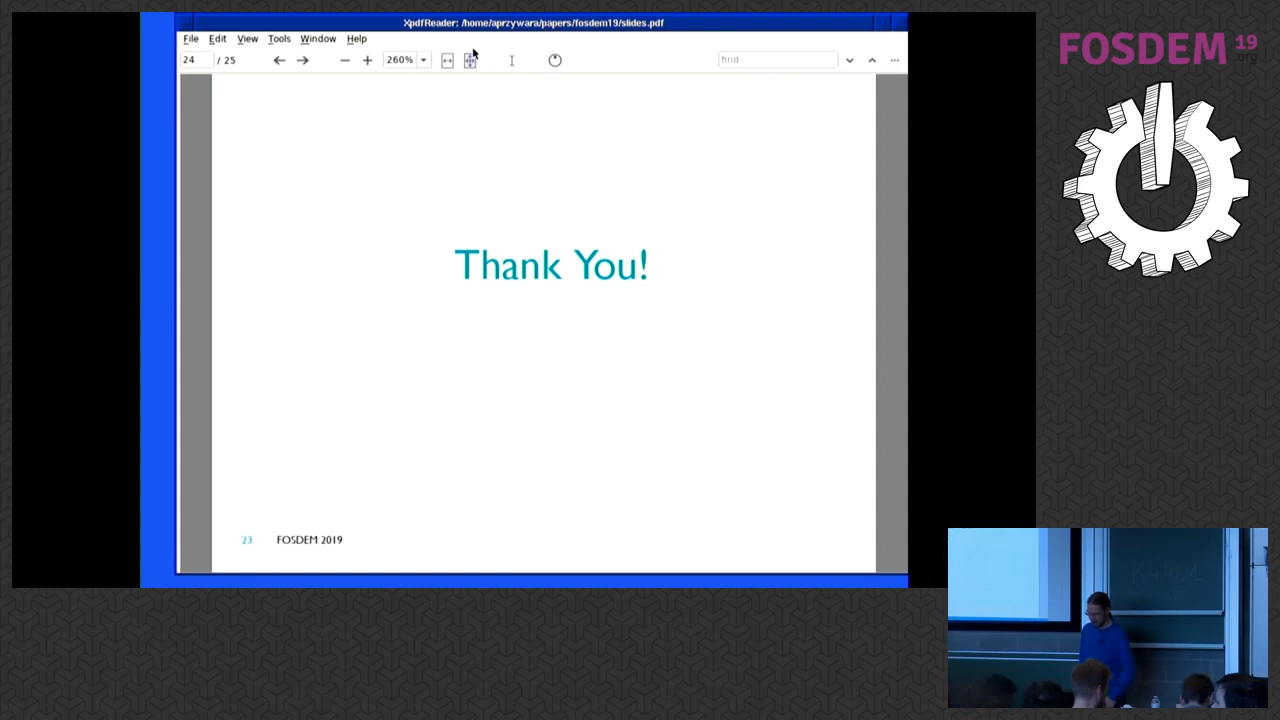 XpdfReader: /home/aprzywara/papers/fosdem19/slides.pdf
File Edit View Tools Window Help
24 / 25 260% find
Thank You!
23 FOSDEM 2019
FOSDEM 19
.org